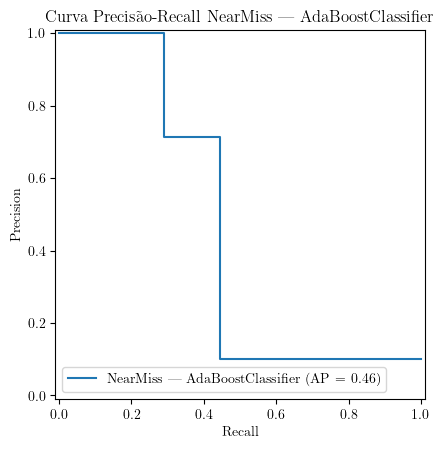 Curva Precisão-Recall NearMiss — AdaBoostClassifier
1.0
0.8
0.6
0.4
0.2
0.0
Precision
NearMiss — AdaBoostClassifier (AP = 0.46)
0.0 0.2 0.4 0.6 0.8 1.0
Recall